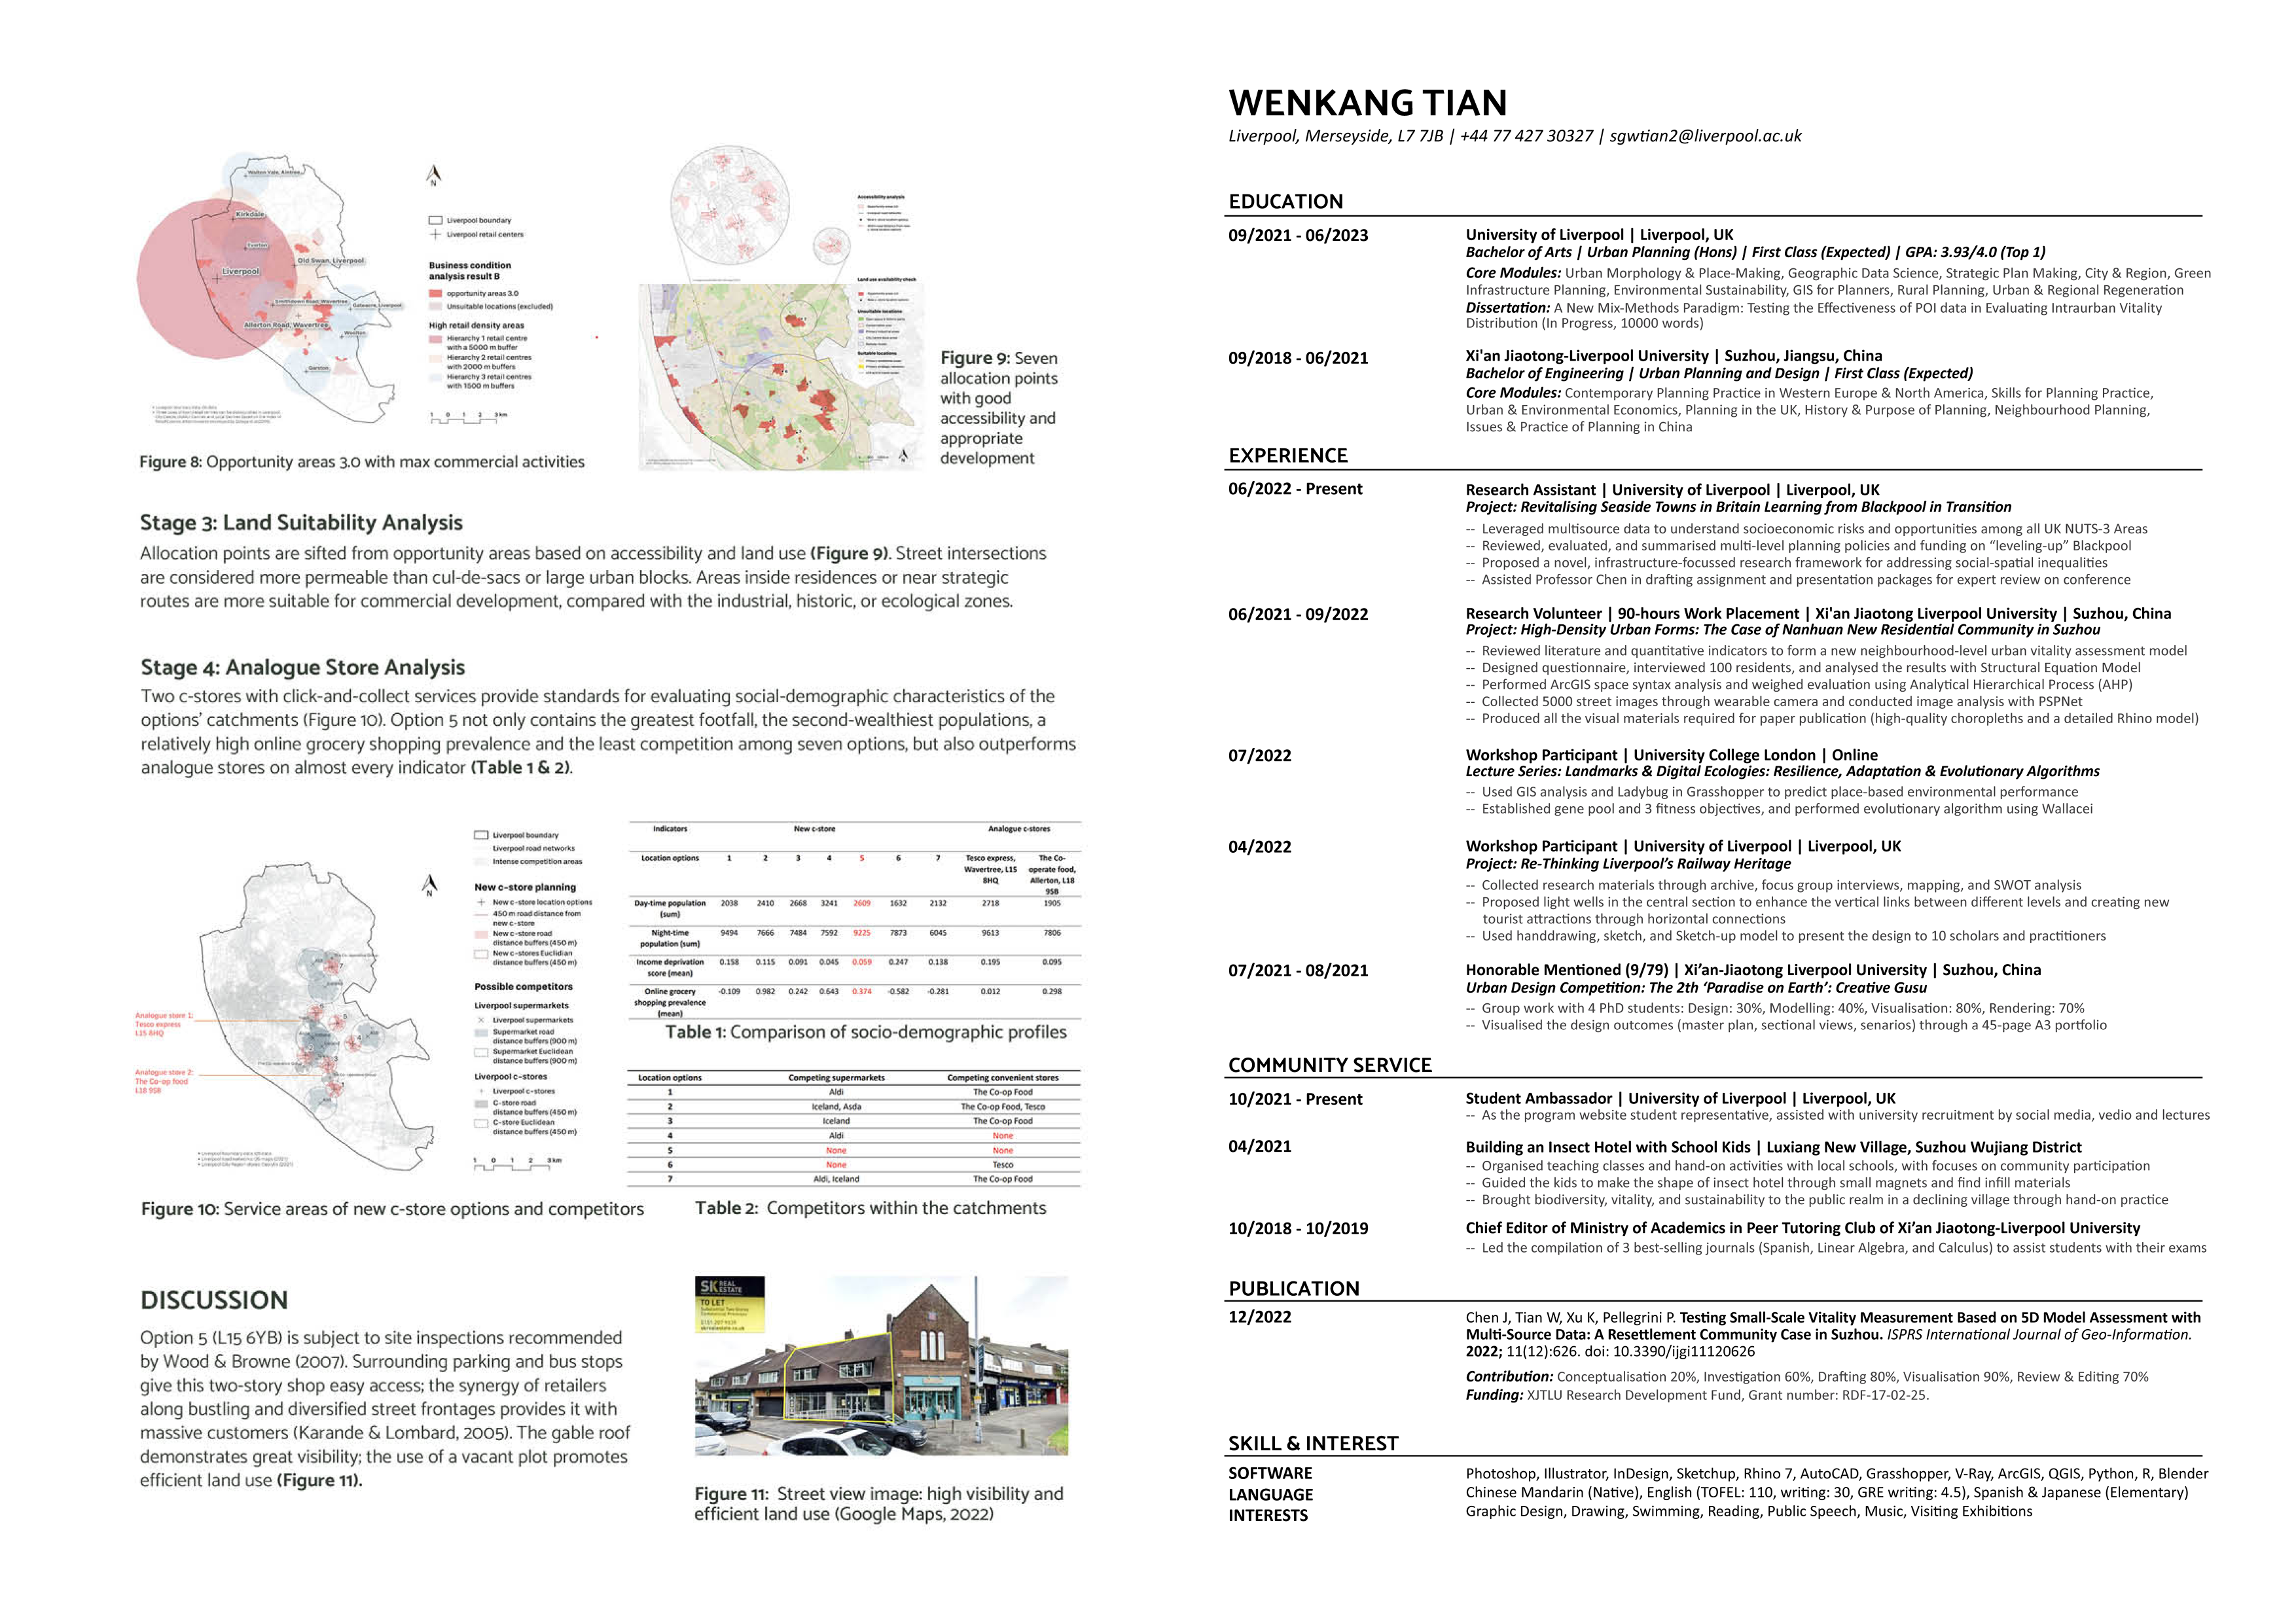 Walton Vale, Aintree
Kirkdale
Everton
Old Swan, Liverpool
Liverpool
Smithdown Road, Wavertree
Gateacre, Liverpool
Allerton Road, Wavertree
Woolton
Garston
N
Liverpool boundary
Liverpool retail centers
Business condition
analysis result B
opportunity areas 3.0
Unsuitable locations (excluded)
High retail density areas
Hierarchy 1 retail centre
with a 5000 m buffer
Hierarchy 2 retail centres
with 2000 m buffers
Hierarchy 3 retail centres
with 1500 m buffers
1 0 1 2 3 km
Figure 8: Opportunity areas 3.0 with max commercial activities
Accessibility analysis
Land use availability check
Unsuitable locations
Suitable locations
N
Figure 9: Seven
allocation points
with good
accessibility and
appropriate
development
Stage 3: Land Suitability Analysis
Allocation points are sifted from opportunity areas based on accessibility and land use (Figure 9). Street intersections
are considered more permeable than cul-de-sacs or large urban blocks. Areas inside residences or near strategic
routes are more suitable for commercial development, compared with the industrial, historic, or ecological zones.
Stage 4: Analogue Store Analysis
Two c-stores with click-and-collect services provide standards for evaluating social-demographic characteristics of the
options’ catchments (Figure 10). Option 5 not only contains the greatest footfall, the second-wealthiest populations, a
relatively high online grocery shopping prevalence and the least competition among seven options, but also outperforms
analogue stores on almost every indicator (Table 1 & 2).
Analogue store 1:
Tesco express
L15 8HQ
Analogue store 2:
The Co-op food
L18 9SB
N
Liverpool boundary
Liverpool road networks
Intense competition areas
New c-store planning
New c-store location options
450 m road distance from
new c-store
New c-store road
distance buffers (450 m)
New c-stores Euclidian
distance buffers (450 m)
Possible competitors
Liverpool supermarkets
Liverpool supermarkets
Supermarket road
distance buffers (900 m)
Supermarket Euclidean
distance buffers (900 m)
Liverpool c-stores
Liverpool c-stores
C-store road
distance buffers (450 m)
C-store Euclidean
distance buffers (450 m)
1 0 1 2 3 km
Figure 10: Service areas of new c-store options and competitors
Indicators New c-store Analogue c-stores
Location options 1 2 3 4 5 6 7 Tesco express, The Co-
Wavertree, L15 operate food,
8HQ Allerton, L18
9SB
Day-time population 2038 2410 2668 3241 2609 1632 2132 2718 1905
(sum)
Night-time 9494 7666 7484 7592 9225 7873 6045 9613 7806
population (sum)
Income deprivation 0.158 0.115 0.091 0.045 0.059 0.247 0.138 0.195 0.095
score (mean)
Online grocery -0.109 0.982 0.242 0.643 0.374 -0.582 -0.281 0.012 0.298
shopping prevalence
(mean)
Table 1: Comparison of socio-demographic profiles
Location options Competing supermarkets Competing convenient stores
1 Aldi The Co-op Food
2 Iceland, Asda The Co-op Food, Tesco
3 Iceland The Co-op Food
4 Aldi None
5 None None
6 None Tesco
7 Aldi, Iceland The Co-op Food
Table 2: Competitors within the catchments
DISCUSSION
Option 5 (L15 6YB) is subject to site inspections recommended
by Wood & Browne (2007). Surrounding parking and bus stops
give this two-story shop easy access; the synergy of retailers
along bustling and diversified street frontages provides it with
massive customers (Karande & Lombard, 2005). The gable roof
demonstrates great visibility; the use of a vacant plot promotes
efficient land use (Figure 11).
SK REAL
ESTATE
TO LET
Figure 11: Street view image: high visibility and
efficient land use (Google Maps, 2022)
WENKANG TIAN
Liverpool, Merseyside, L7 7JB | +44 77 427 30327 | sgwtian2@liverpool.ac.uk
EDUCATION
09/2021 - 06/2023 University of Liverpool | Liverpool, UK
Bachelor of Arts | Urban Planning (Hons) | First Class (Expected) | GPA: 3.93/4.0 (Top 1)
Core Modules: Urban Morphology & Place-Making, Geographic Data Science, Strategic Plan Making, City & Region, Green
Infrastructure Planning, Environmental Sustainability, GIS for Planners, Rural Planning, Urban & Regional Regeneration
Dissertation: A New Mix-Methods Paradigm: Testing the Effectiveness of POI data in Evaluating Intraurban Vitality
Distribution (In Progress, 10000 words)
09/2018 - 06/2021 Xi'an Jiaotong-Liverpool University | Suzhou, Jiangsu, China
Bachelor of Engineering | Urban Planning and Design | First Class (Expected)
Core Modules: Contemporary Planning Practice in Western Europe & North America, Skills for Planning Practice,
Urban & Environmental Economics, Planning in the UK, History & Purpose of Planning, Neighbourhood Planning,
Issues & Practice of Planning in China
EXPERIENCE
06/2022 - Present Research Assistant | University of Liverpool | Liverpool, UK
Project: Revitalising Seaside Towns in Britain Learning from Blackpool in Transition
-- Leveraged multisource data to understand socioeconomic risks and opportunities among all UK NUTS-3 Areas
-- Reviewed, evaluated, and summarised multi-level planning policies and funding on “leveling-up” Blackpool
-- Proposed a novel, infrastructure-focussed research framework for addressing social-spatial inequalities
-- Assisted Professor Chen in drafting assignment and presentation packages for expert review on conference
06/2021 - 09/2022 Research Volunteer | 90-hours Work Placement | Xi'an Jiaotong Liverpool University | Suzhou, China
Project: High-Density Urban Forms: The Case of Nanhuan New Residential Community in Suzhou
-- Reviewed literature and quantitative indicators to form a new neighbourhood-level urban vitality assessment model
-- Designed questionnaire, interviewed 100 residents, and analysed the results with Structural Equation Model
-- Performed ArcGIS space syntax analysis and weighed evaluation using Analytical Hierarchical Process (AHP)
-- Collected 5000 street images through wearable camera and conducted image analysis with PSPNet
-- Produced all the visual materials required for paper publication (high-quality choropleths and a detailed Rhino model)
07/2022 Workshop Participant | University College London | Online
Lecture Series: Landmarks & Digital Ecologies: Resilience, Adaptation & Evolutionary Algorithms
-- Used GIS analysis and Ladybug in Grasshopper to predict place-based environmental performance
-- Established gene pool and 3 fitness objectives, and performed evolutionary algorithm using Wallacei
04/2022 Workshop Participant | University of Liverpool | Liverpool, UK
Project: Re-Thinking Liverpool’s Railway Heritage
-- Collected research materials through archive, focus group interviews, mapping, and SWOT analysis
-- Proposed light wells in the central section to enhance the vertical links between different levels and creating new
tourist attractions through horizontal connections
-- Used handdrawing, sketch, and Sketch-up model to present the design to 10 scholars and practitioners
07/2021 - 08/2021 Honorable Mentioned (9/79) | Xi’an-Jiaotong Liverpool University | Suzhou, China
Urban Design Competition: The 2th ‘Paradise on Earth’: Creative Gusu
-- Group work with 4 PhD students: Design: 30%, Modelling: 40%, Visualisation: 80%, Rendering: 70%
-- Visualised the design outcomes (master plan, sectional views, senarios) through a 45-page A3 portfolio
COMMUNITY SERVICE
10/2021 - Present Student Ambassador | University of Liverpool | Liverpool, UK
-- As the program website student representative, assisted with university recruitment by social media, vedio and lectures
04/2021 Building an Insect Hotel with School Kids | Luxiang New Village, Suzhou Wujiang District
-- Organised teaching classes and hand-on activities with local schools, with focuses on community participation
-- Guided the kids to make the shape of insect hotel through small magnets and find infill materials
-- Brought biodiversity, vitality, and sustainability to the public realm in a declining village through hand-on practice
10/2018 - 10/2019 Chief Editor of Ministry of Academics in Peer Tutoring Club of Xi’an Jiaotong-Liverpool University
-- Led the compilation of 3 best-selling journals (Spanish, Linear Algebra, and Calculus) to assist students with their exams
PUBLICATION
12/2022 Chen J, Tian W, Xu K, Pellegrini P. Testing Small-Scale Vitality Measurement Based on 5D Model Assessment with
Multi-Source Data: A Resettlement Community Case in Suzhou. ISPRS International Journal of Geo-Information.
2022; 11(12):626. doi: 10.3390/ijgi11120626
Contribution: Conceptualisation 20%, Investigation 60%, Drafting 80%, Visualisation 90%, Review & Editing 70%
Funding: XJTLU Research Development Fund, Grant number: RDF-17-02-25.
SKILL & INTEREST
SOFTWARE Photoshop, Illustrator, InDesign, Sketchup, Rhino 7, AutoCAD, Grasshopper, V-Ray, ArcGIS, QGIS, Python, R, Blender
LANGUAGE Chinese Mandarin (Native), English (TOFEL: 110, writing: 30, GRE writing: 4.5), Spanish & Japanese (Elementary)
INTERESTS Graphic Design, Drawing, Swimming, Reading, Public Speech, Music, Visiting Exhibitions